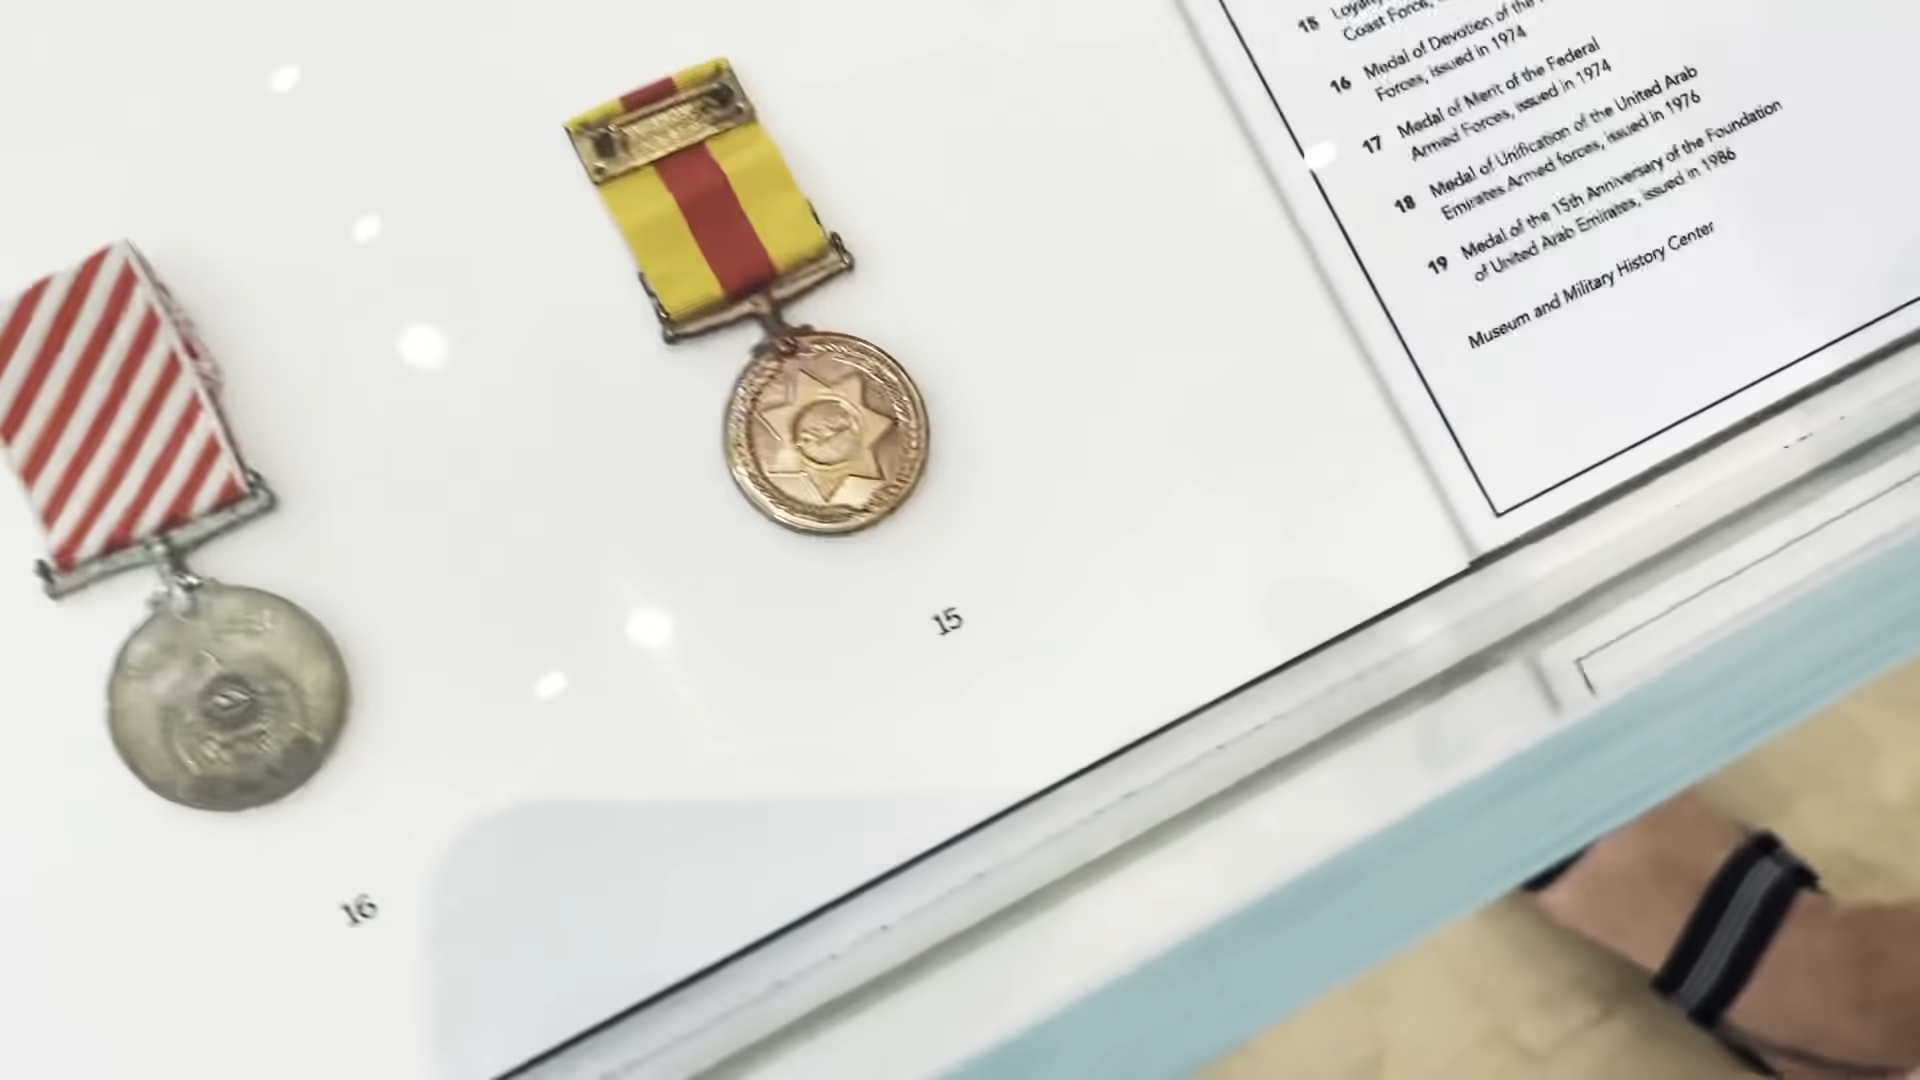 15
Coast Force,
16 Medal of Devotion of the
Forces, issued in 1974
17 Medal of Merit of the Federal
Armed Forces, issued in 1974
18 Medal of Unification of the United Arab
Emirates Armed forces, issued in 1976
19 Medal of the 15th Anniversary of the Foundation
of United Arab Emirates, issued in 1986
Museum and Military History Center
15
16